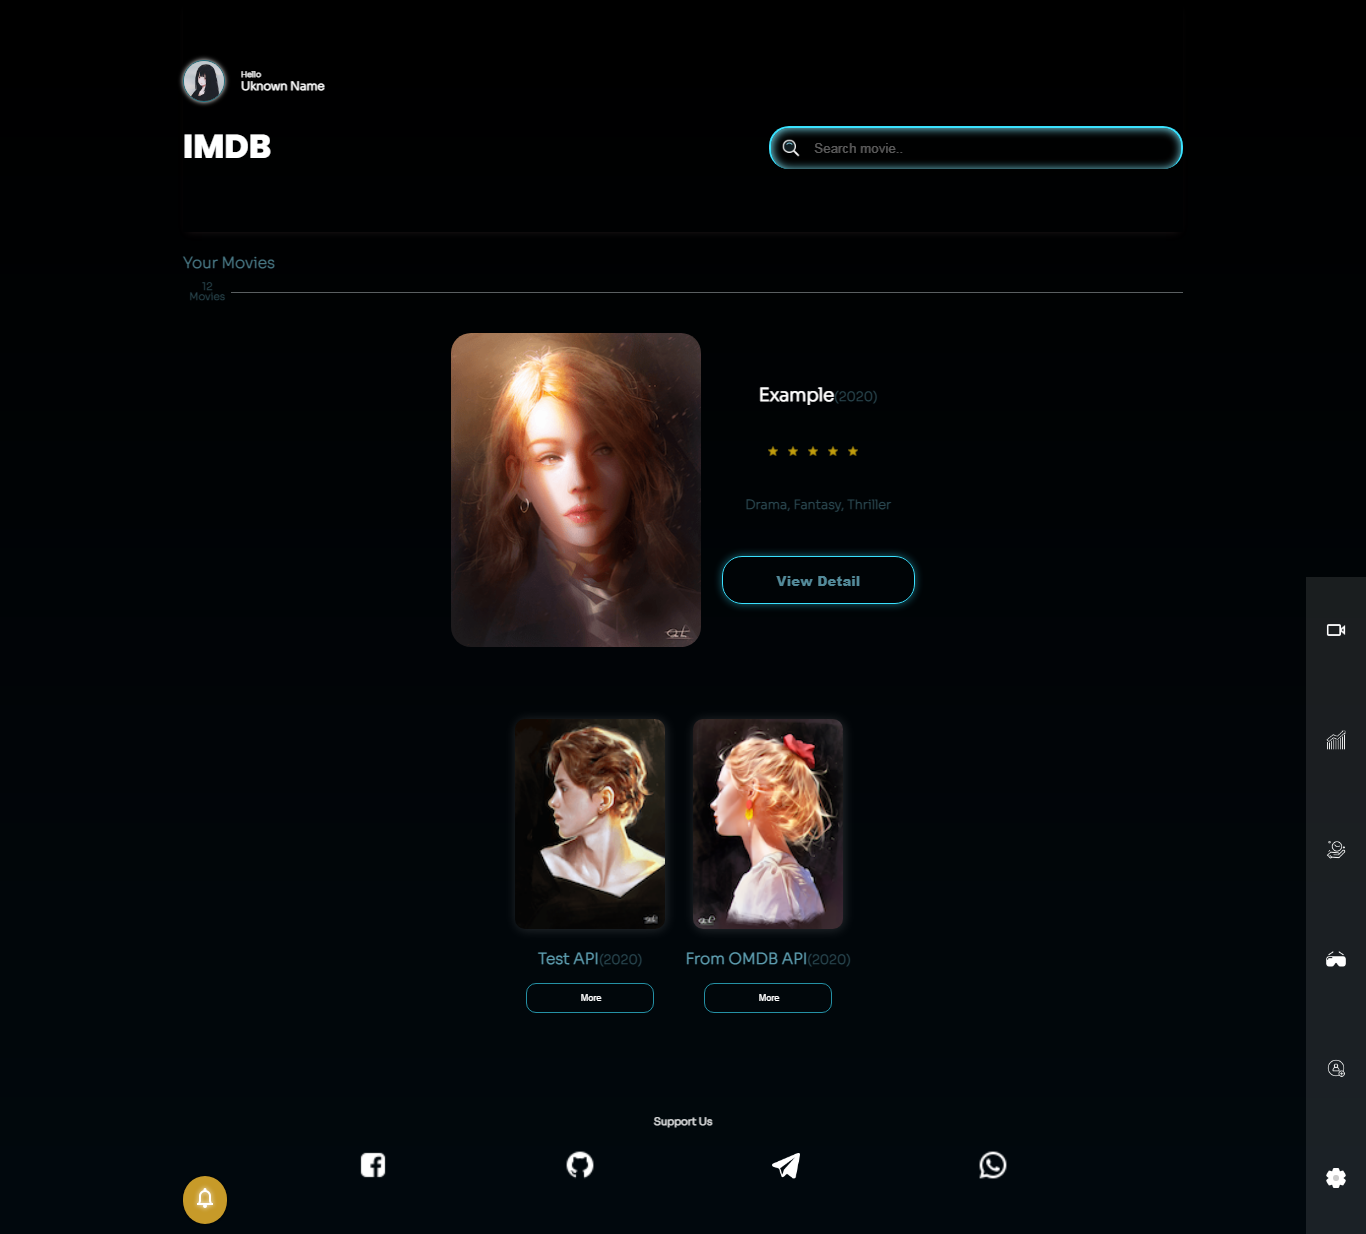 Hello
Uknown Name
IMDB
Search movie..
Your Movies
12
Movies
Example(2020)
Drama, Fantasy, Thriller
View Detail
Test API(2020)
From OMDB API(2020)
More
More
Support Us